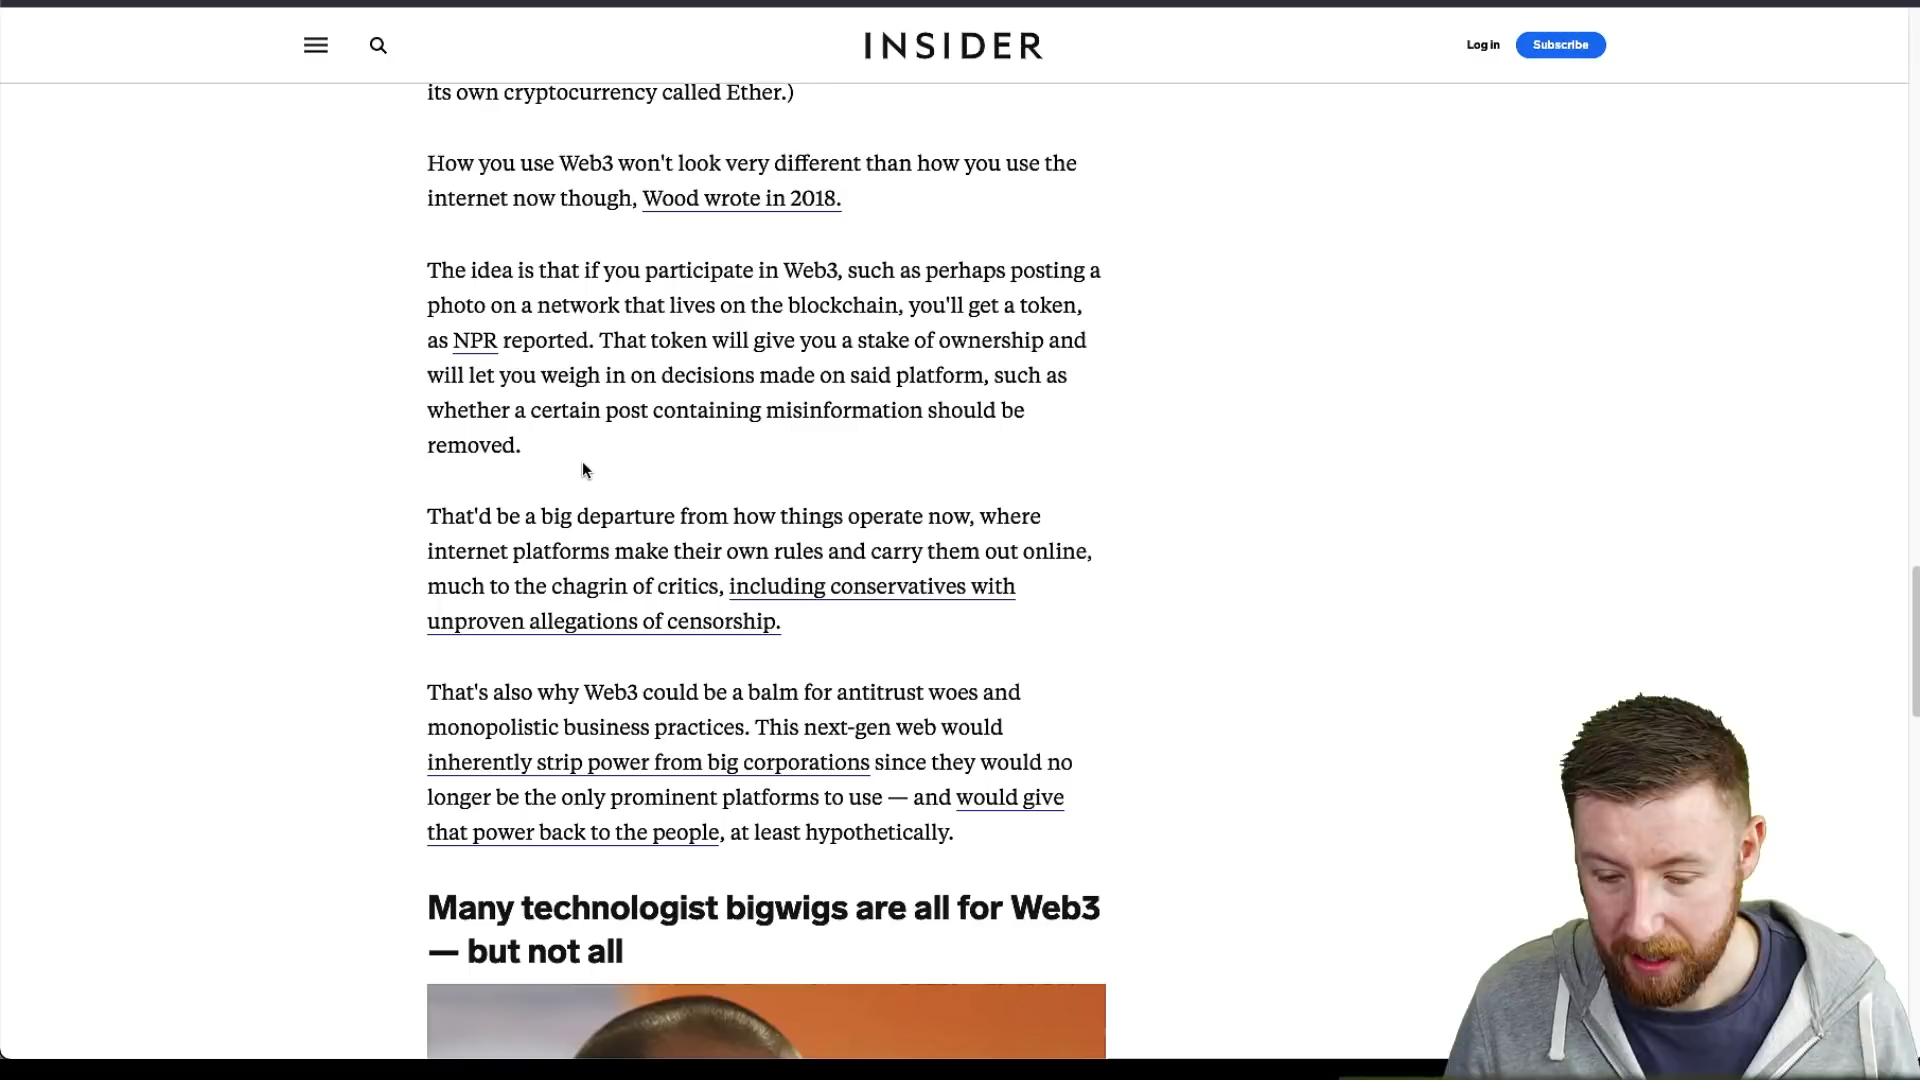 INSIDER
Log in
Subscribe
its own cryptocurrency called Ether.)
How you use Web3 won't look very different than how you use the
internet now though, Wood wrote in 2018.
The idea is that if you participate in Web3, such as perhaps posting a
photo on a network that lives on the blockchain, you'll get a token,
as NPR reported. That token will give you a stake of ownership and
will let you weigh in on decisions made on said platform, such as
whether a certain post containing misinformation should be
removed.
That'd be a big departure from how things operate now, where
internet platforms make their own rules and carry them out online,
much to the chagrin of critics, including conservatives with
unproven allegations of censorship.
That's also why Web3 could be a balm for antitrust woes and
monopolistic business practices. This next-gen web would
inherently strip power from big corporations since they would no
longer be the only prominent platforms to use — and would give
that power back to the people, at least hypothetically.
Many technologist bigwigs are all for Web3
— but not all